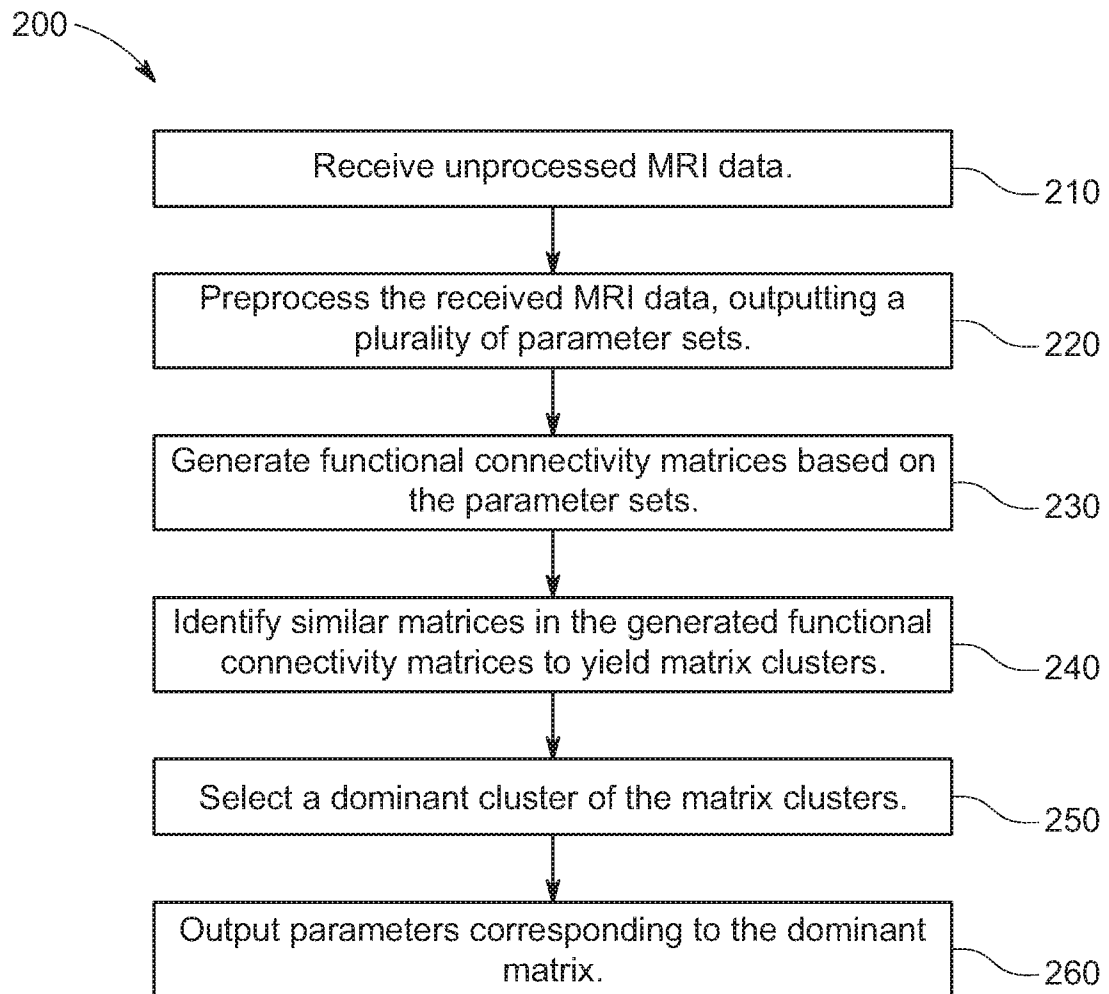 200
Receive unprocessed MRI data.
210
Preprocess the received MRI data, outputting a
plurality of parameter sets.
220
Generate functional connectivity matrices based on
the parameter sets.
230
Identify similar matrices in the generated functional
connectivity matrices to yield matrix clusters.
240
Select a dominant cluster of the matrix clusters.
250
Output parameters corresponding to the dominant
matrix.
260